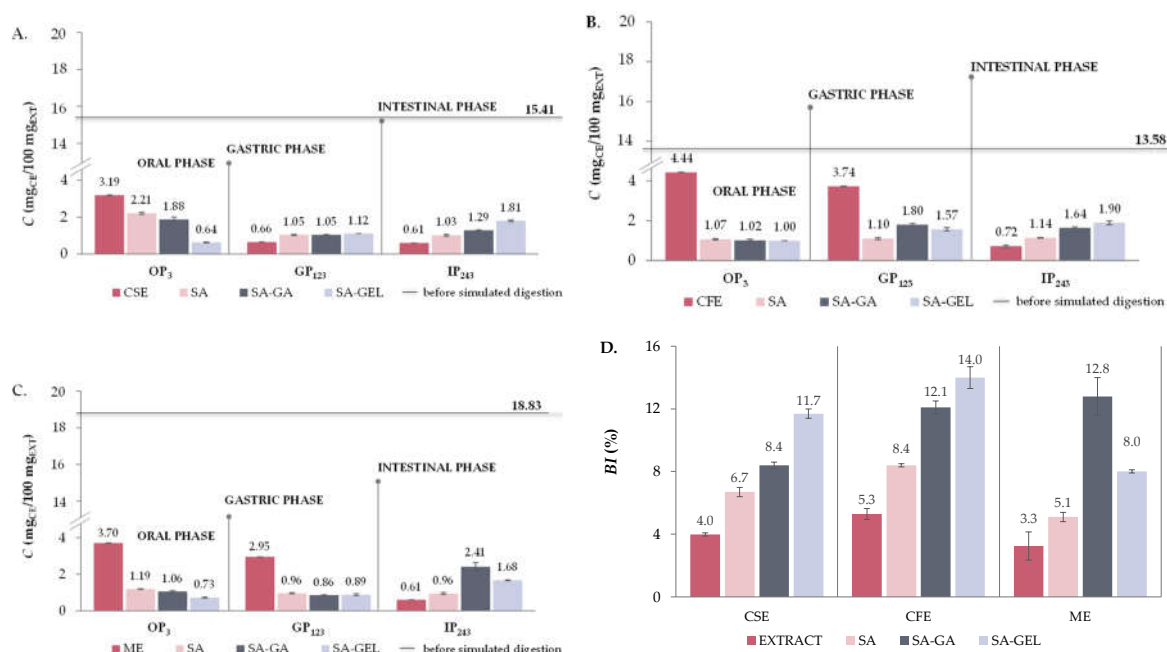 A.
C (mgCE/100 mgEXT)
20
18
16
14
4
2
0
15.41
INTESTINAL PHASE
GASTRIC PHASE
ORAL PHASE
3.19 2.21 1.88 0.64
0.66 1.05 1.05 1.12
0.61 1.03 1.29 1.81
OP3 GP123 IP243
CSE SA SA-GA SA-GEL before simulated digestion
B.
C (mgCE/100 mgEXT)
20
18
16
14
4
2
0
INTESTINAL PHASE
GASTRIC PHASE
13.58
ORAL PHASE
4.44 1.07 1.02 1.00
3.74 1.10 1.80 1.57
0.72 1.14 1.64 1.90
OP3 GP123 IP243
CFE SA SA-GA SA-GEL before simulated digestion
C.
C (mgCE/100 mgEXT)
20
18
16
14
4
2
0
18.83
INTESTINAL PHASE
GASTRIC PHASE
ORAL PHASE
3.70 1.19 1.06 0.73
2.95 0.96 0.86 0.89
0.61 0.96 2.41 1.68
OP3 GP123 IP243
ME SA SA-GA SA-GEL before simulated digestion
D.
BI (%)
16
12
8
4
0
4.0 6.7 8.4 11.7
5.3 8.4 12.1 14.0
3.3 5.1 12.8 8.0
CSE CFE ME
EXTRACT SA SA-GA SA-GEL